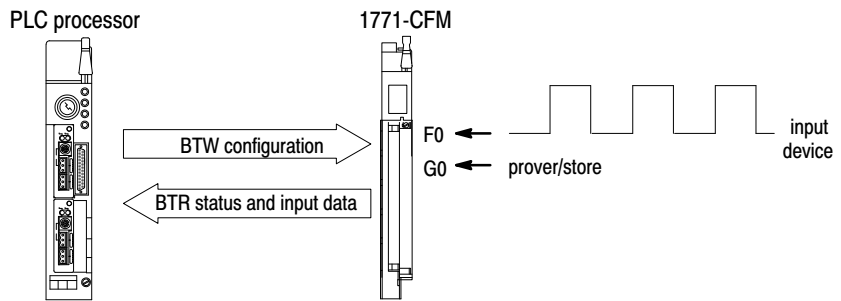 PLC processor
1771-CFM
BTW configuration
BTR status and input data
F0
G0
prover/store
input
device